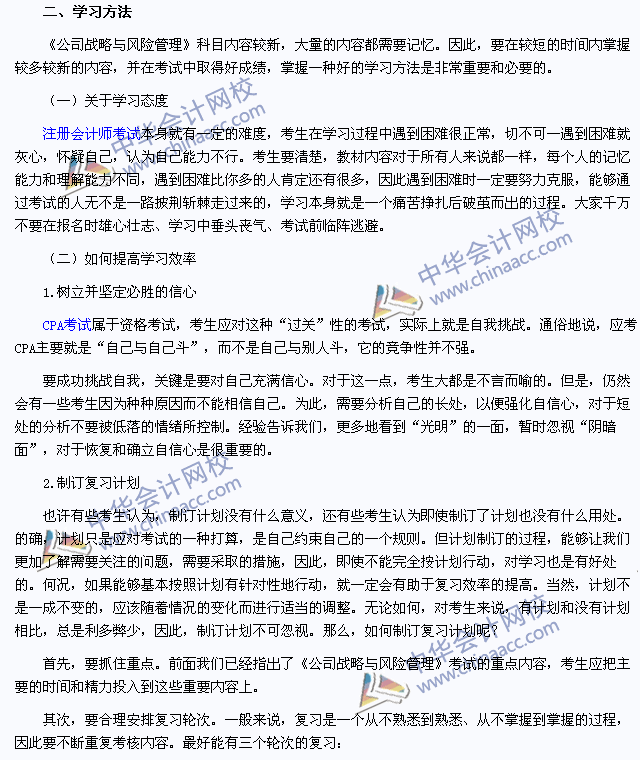 二、学习方法
《公司战略与风险管理》科目内容较新，大量的内容都需要记忆。因此，要在较短的时间内掌握
较多较新的内容，并在考试中取得好成绩，掌握一种好的学习方法是非常重要和必要的。
（一）关于学习态度
注册会计师考试本身就有一定的难度，考生在学习过程中遇到困难很正常，切不可一遇到困难就
灰心，怀疑自己，认为自己能力不行。考生要清楚，教材内容对于所有人来说都一样，每个人的记忆
能力和理解能力不同，遇到困难比你多的人肯定还有很多，因此遇到困难时一定要努力克服，能够通
过考试的人无不是一路披荆斩棘走过来的，学习本身就是一个痛苦挣扎后破茧而出的过程。大家千万
不要在报名时雄心壮志、学习中垂头丧气、考试前临阵逃避。
（二）如何提高学习效率
1.树立并坚定必胜的信心
CPA考试属于资格考试，考生应对这种“过关”性的考试，实际上就是自我挑战。通俗地说，应考
CPA主要就是“自己与自己斗”，而不是自己与别人斗，它的竞争性并不强。
要成功挑战自我，关键是要对自己充满信心。对于这一点，考生大都是不言而喻的。但是，仍然
会有一些考生因为种种原因而不能相信自己。为此，需要分析自己的长处，以便强化自信心，对于短
处的分析不要被低落的情绪所控制。经验告诉我们，更多地看到“光明”的一面，暂时忽视“阴暗
面”，对于恢复和确立自信心是很重要的。
2.制订复习计划
也许有些考生认为，制订计划没有什么意义，还有些考生认为即使制订了计划也没有什么用处。
的确，计划只是应对考试的一种打算，是自己约束自己的一个规则。但计划制订的过程，能够让我们
更加了解需要关注的问题，需要采取的措施，因此，即使不能完全按计划行动，对学习也是有好处
的。何况，如果能够基本按照计划有针对性地行动，就一定会有助于复习效率的提高。当然，计划不
是一成不变的，应该随着情况的变化而进行适当的调整。无论如何，对考生来说，有计划和没有计划
相比，总是利多弊少，因此，制订计划不可忽视。那么，如何制订复习计划呢？
首先，要抓住重点。前面我们已经指出了《公司战略与风险管理》考试的重点内容，考生应把主
要的时间和精力投入到这些重要内容上。
其次，要合理安排复习轮次。一般来说，复习是一个从不熟悉到熟悉、从不掌握到掌握的过程，
因此要不断重复考核内容。最好能有三个轮次的复习：
中华会计网校
www.chinaacc.com
中华会计网校
www.chinaacc.com
中华会计网校
www.chinaacc.com
中华会计网校
www.chinaacc.com